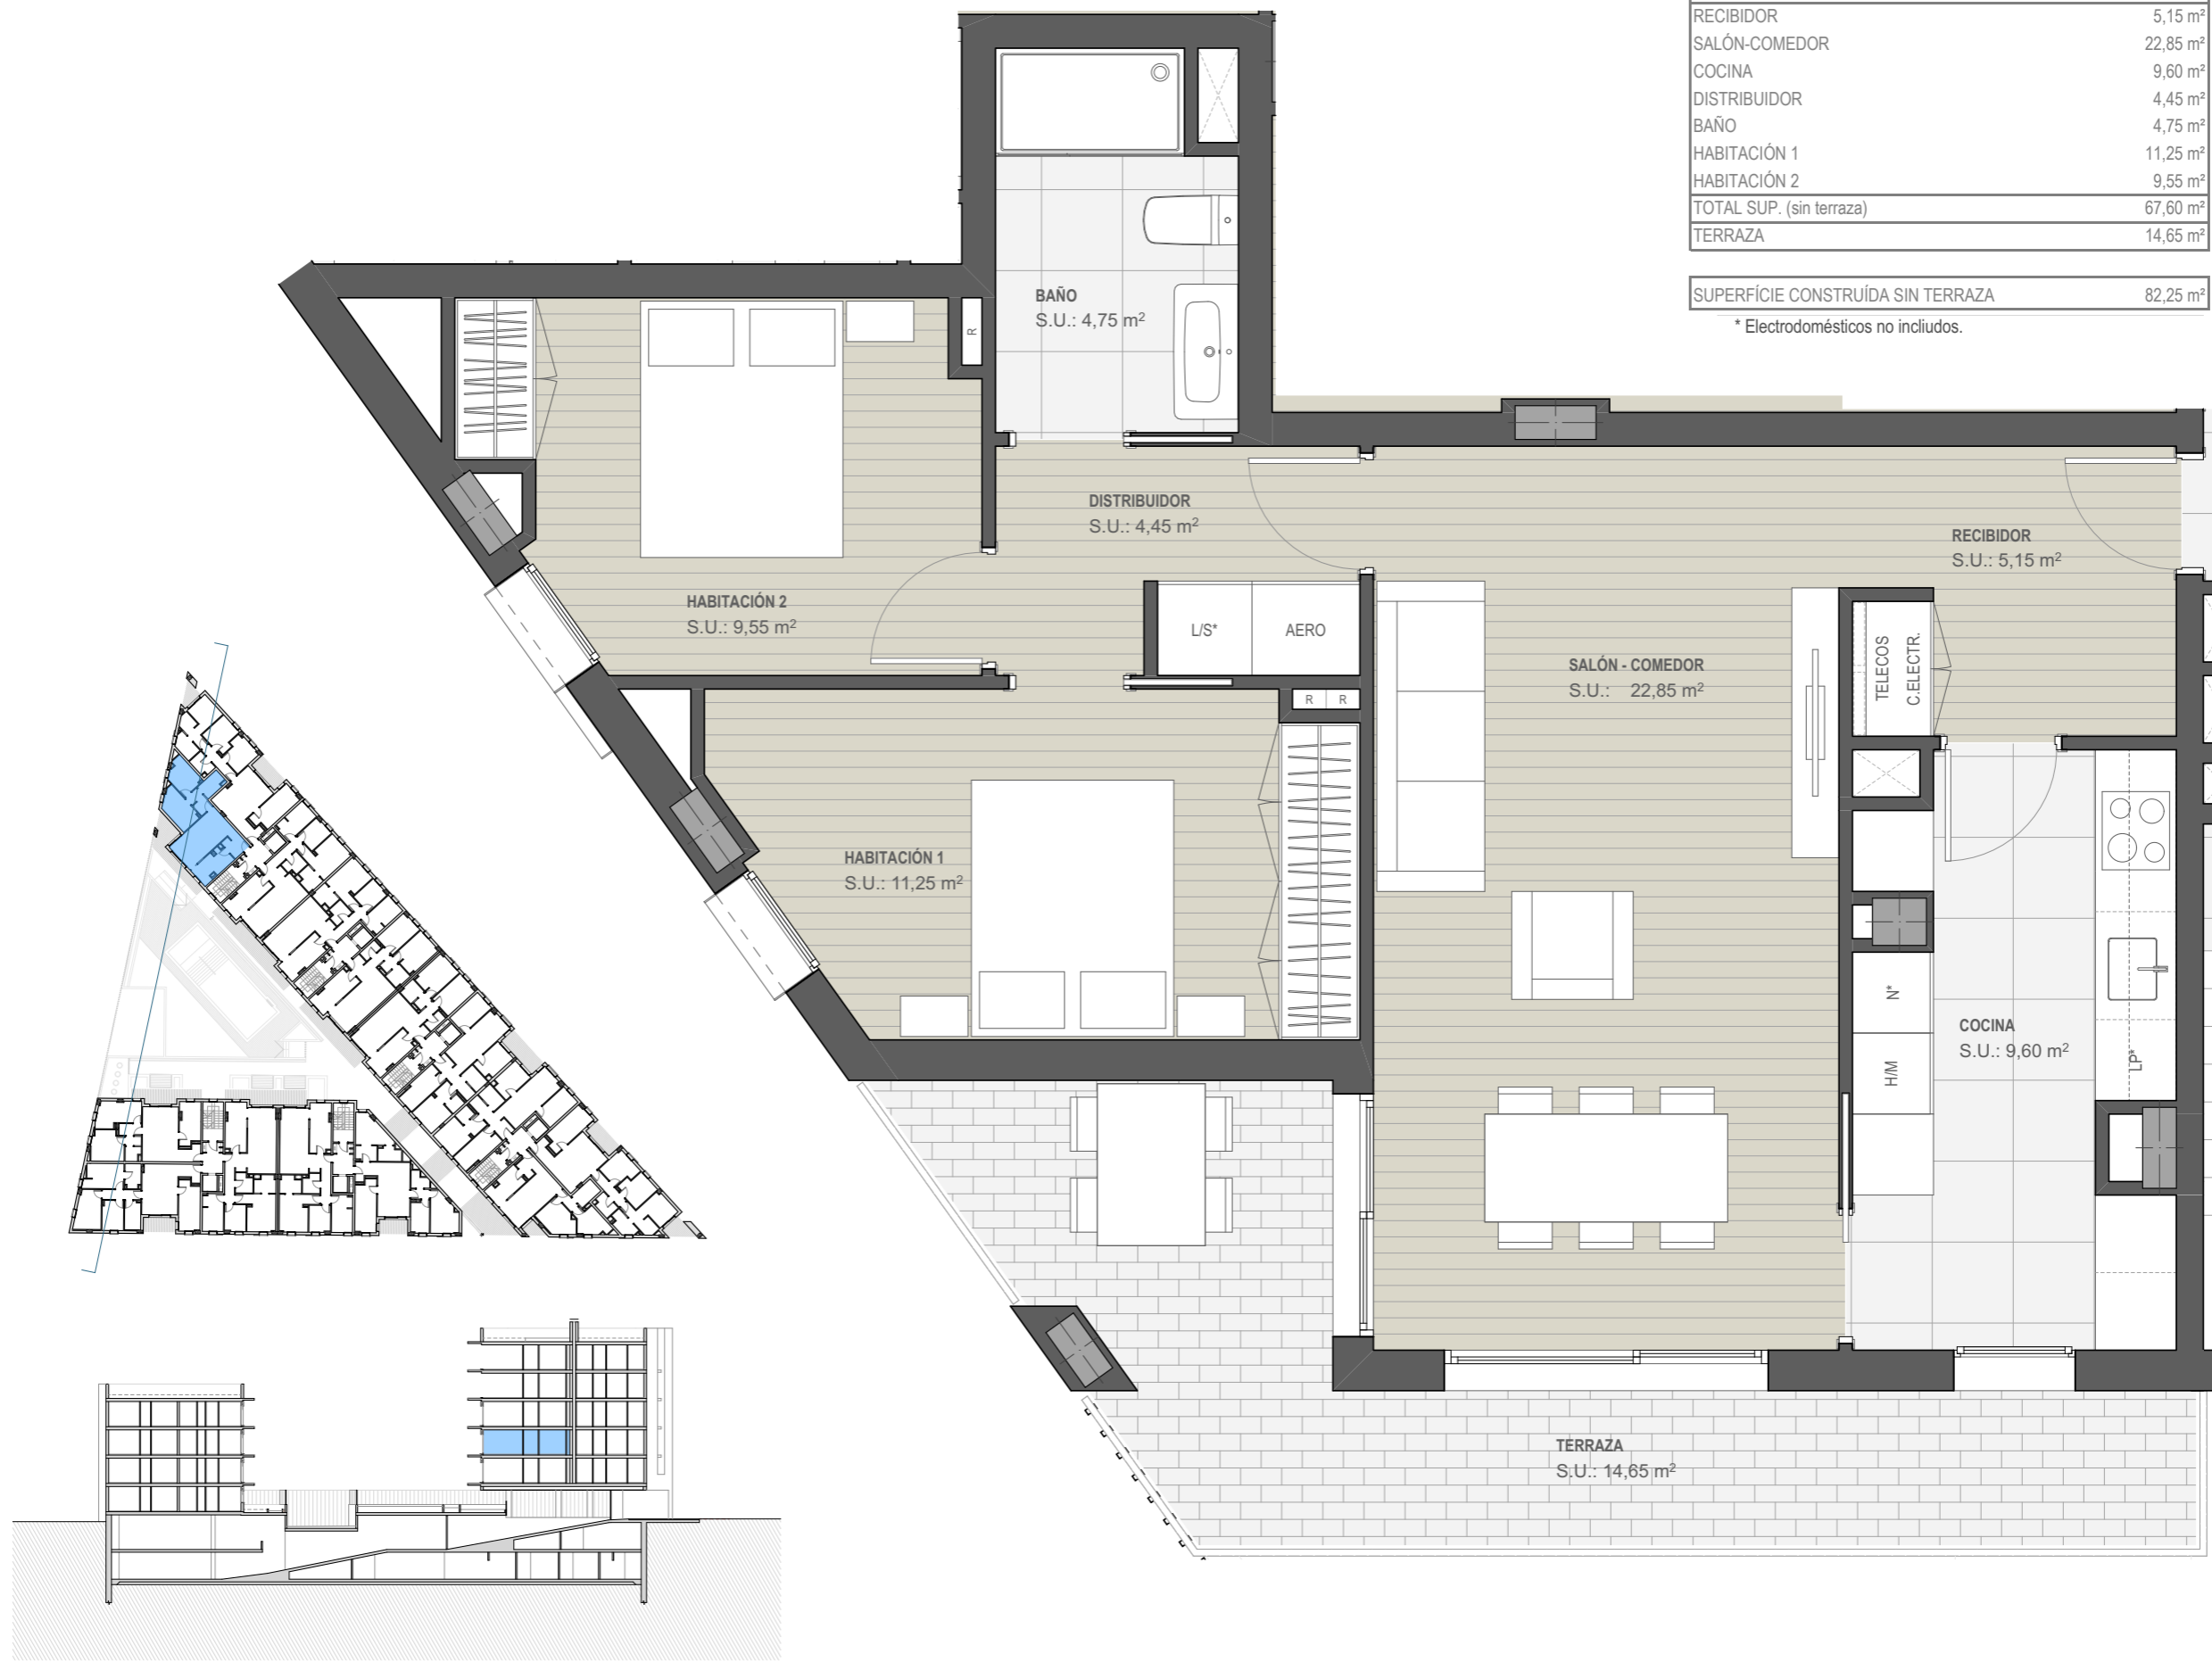 RECIBIDOR 5,15 m²
SALÓN-COMEDOR 22,85 m²
COCINA 9,60 m²
DISTRIBUIDOR 4,45 m²
BAÑO 4,75 m²
HABITACIÓN 1 11,25 m²
HABITACIÓN 2 9,55 m²
TOTAL SUP. (sin terraza) 67,60 m²
TERRAZA 14,65 m²
SUPERFÍCIE CONSTRUÍDA SIN TERRAZA 82,25 m²
* Electrodomésticos no incliudos.
BAÑO
S.U.: 4,75 m²
R
DISTRIBUIDOR
S.U.: 4,45 m²
RECIBIDOR
S.U.: 5,15 m²
HABITACIÓN 2
S.U.: 9,55 m²
L/S*
AERO
SALÓN - COMEDOR
S.U.: 22,85 m²
TELECOS
C.ELECTR.
R
R
HABITACIÓN 1
S.U.: 11,25 m²
N*
COCINA
S.U.: 9,60 m²
H/M
LP*
TERRAZA
S.U.: 14,65 m²